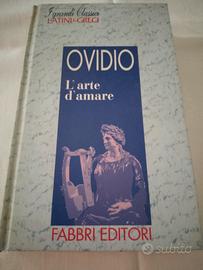 I grandi Classici
LATINI e GRECI
OVIDIO
L'arte
d'amare
FABBRI EDITORI
subito